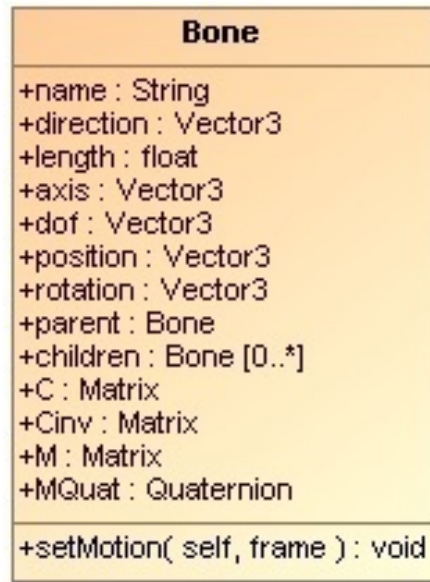 Bone
+name : String
+direction : Vector3
+length : float
+axis : Vector3
+dof : Vector3
+position : Vector3
+rotation : Vector3
+parent : Bone
+children : Bone [0..*]
+C : Matrix
+Cinv : Matrix
+M : Matrix
+MQuat : Quaternion
+setMotion( self, frame ) : void